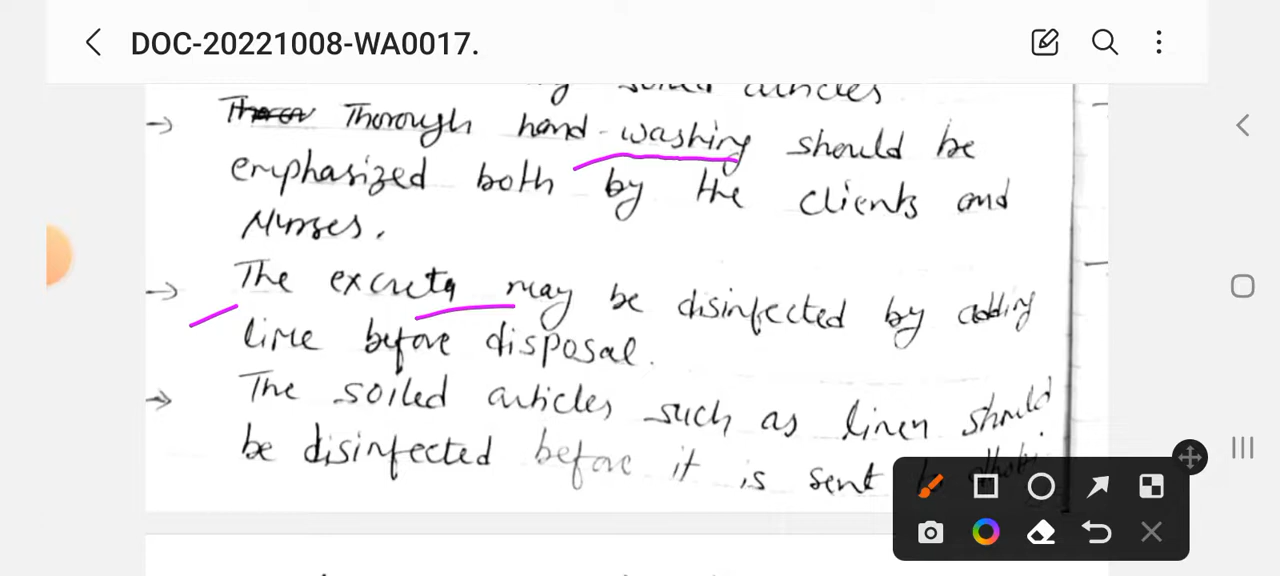 DOC-20221008-WA0017.
soiled articles
→ Thorough hand-washing should be
emphasized both by the clients and
Nurses.
→ The excreta may be disinfected by adding
lime before disposal.
→ The soiled articles such as linen should
be disinfected before it is sent